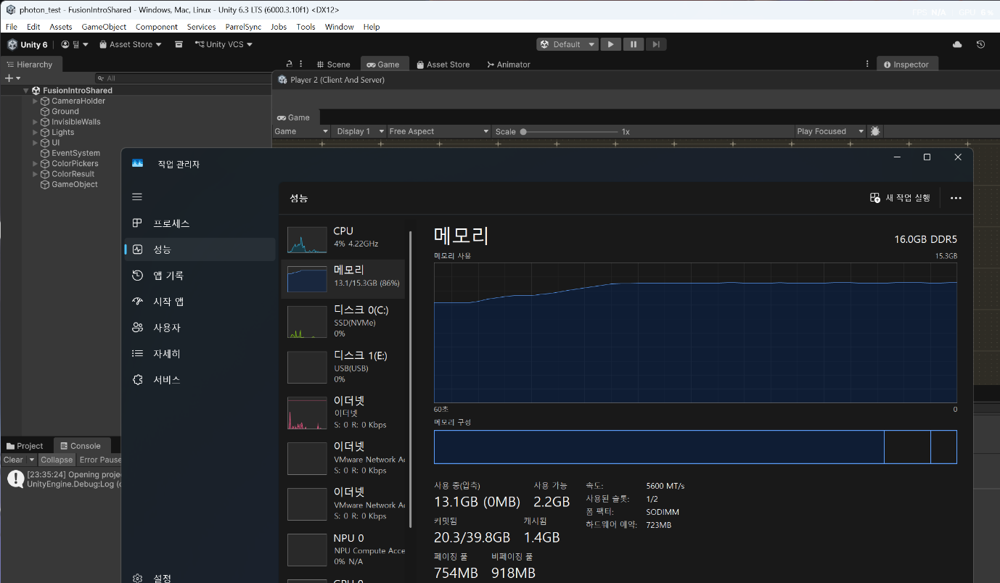 photon_test - FusionIntroShared - Windows, Mac, Linux - Unity 6.3 LTS (6000.3.10f1) <DX12>
FPS N/A GPU 6%
File Edit Assets GameObject Component Services ParrelSync Jobs Tools Window Help
Unity 6 팀 Asset Store Unity VCS Default
Hierarchy Scene Game Asset Store Animator Inspector
All
Player 2 (Client And Server)
FusionIntroShared
CameraHolder
Ground
InvisibleWalls
Lights
UI
EventSystem
ColorPickers
ColorResult
GameObject
Game
Game Display 1 Free Aspect Scale 1x Play Focused
작업 관리자
성능 새 작업 실행
프로세스
성능
앱 기록
시작 앱
사용자
자세히
서비스
설정
CPU
4% 4.22GHz
메모리
13.1/15.3GB (86%)
디스크 0(C:)
SSD(NVMe)
0%
디스크 1(E:)
USB(USB)
0%
이더넷
이더넷
S: 0 R: 0 Kbps
이더넷
VMware Network Ac
S: 0 R: 0 Kbps
이더넷
VMware Network Ac
S: 0 R: 0 Kbps
NPU 0
NPU Compute Acce
0% N/A
GPU 0
메모리 16.0GB DDR5
메모리 사용 15.3GB
60초 0
메모리 구성
사용 중(압축) 사용 가능
13.1GB (0MB) 2.2GB
커밋됨 캐시됨
20.3/39.8GB 1.4GB
페이징 풀 비페이징 풀
754MB 918MB
속도: 5600 MT/s
사용된 슬롯: 1/2
폼 팩터: SODIMM
하드웨어 예약: 723MB
Project Console
Clear Collapse Error Pause
[23:35:24] Opening projec
UnityEngine.Debug:Log (